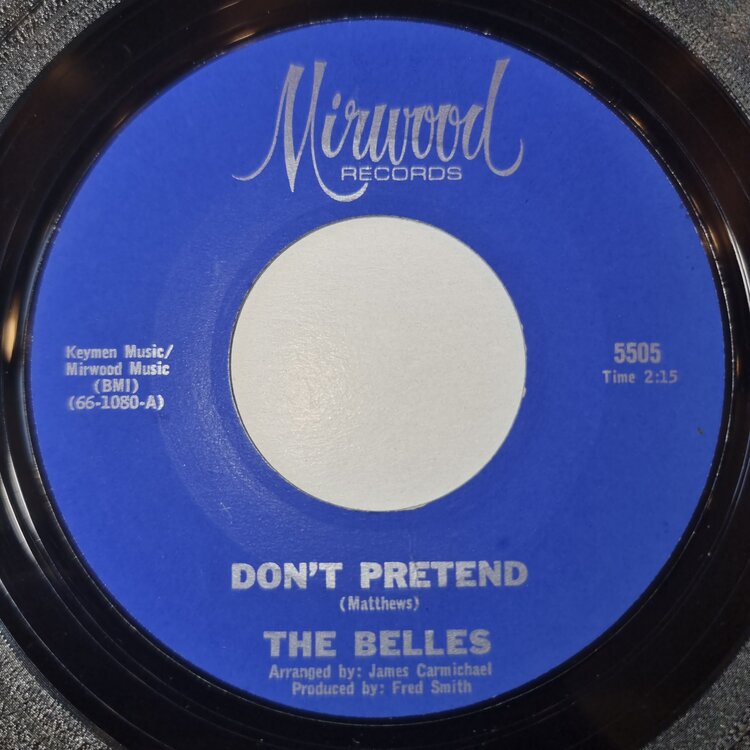 Mirwood
RECORDS
Keymen Music/
Mirwood Music
(BMI)
(66-1080-A)
5505
Time 2:15
DON'T PRETEND
(Matthews)
THE BELLES
Arranged by: James Carmichael
Produced by: Fred Smith